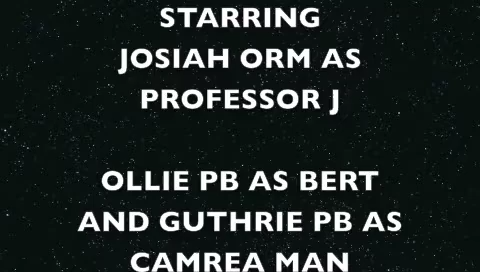 STARRING
JOSIAH ORM AS
PROFESSOR J
OLLIE PB AS BERT
AND GUTHRIE PB AS
CAMREA MAN